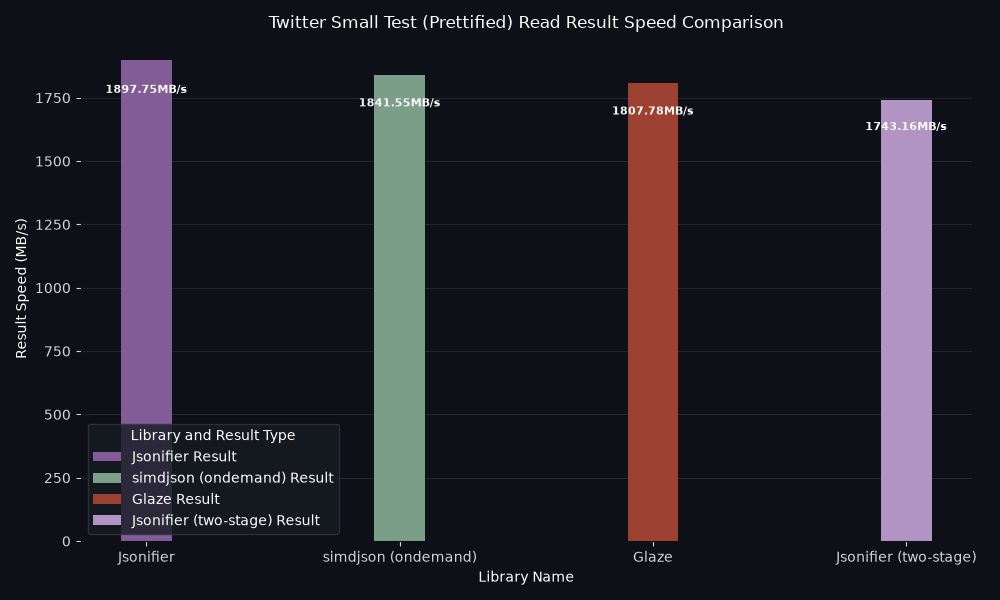 Twitter Small Test (Prettified) Read Result Speed Comparison
Result Speed (MB/s)
1750
1500
1250
1000
750
500
250
0
1897.75MB/s
1841.55MB/s
1807.78MB/s
1743.16MB/s
Library and Result Type
Jsonifier Result
simdjson (ondemand) Result
Glaze Result
Jsonifier (two-stage) Result
Jsonifier
simdjson (ondemand)
Glaze
Jsonifier (two-stage)
Library Name